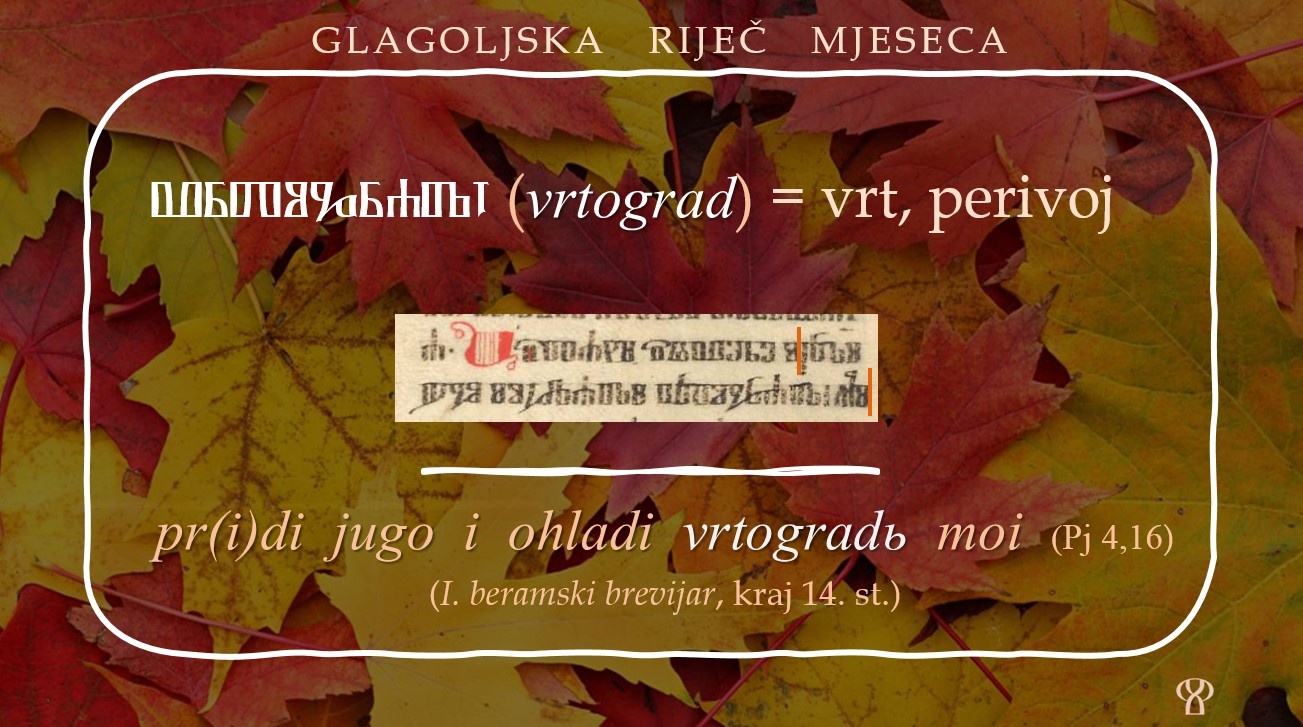 GLAGOLJSKA RIJEČ MJESECA
ⰲⱃⱅⱁⰳⱃⰰⰴⱜ (vrtograd) = vrt, perivoj
pr(i)di jugo i ohladi vrtogradь moi (Pj 4,16)
(I. beramski brevijar, kraj 14. st.)